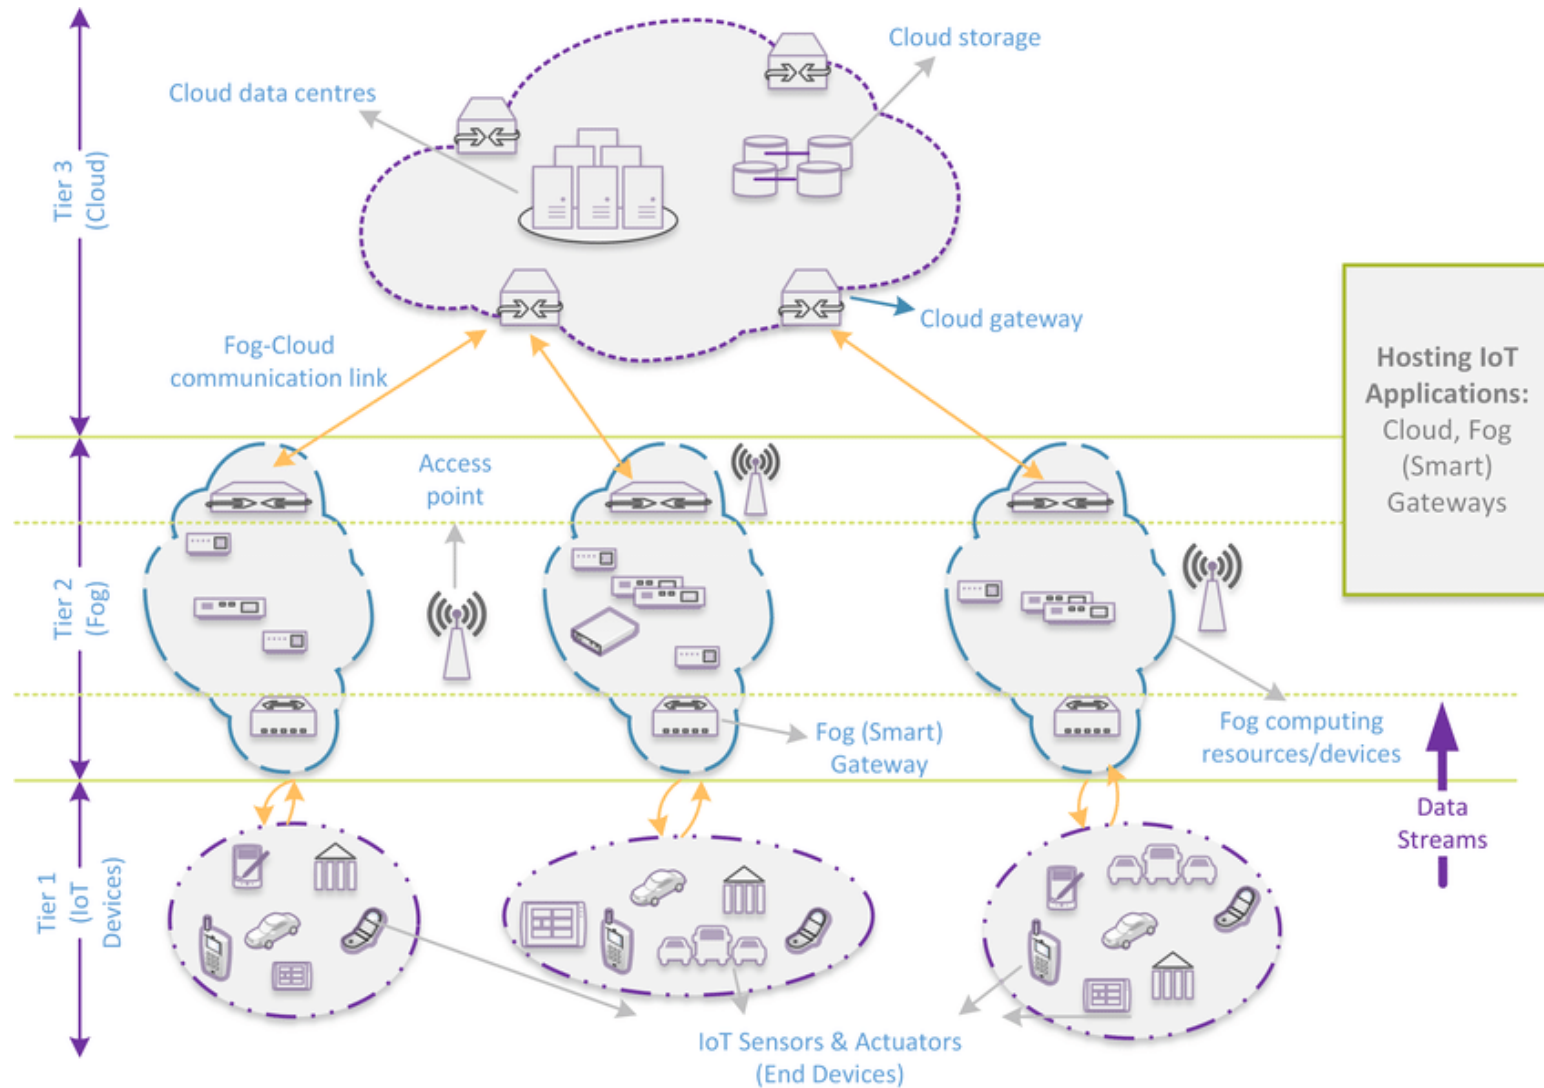 Cloud storage
Cloud data centres
Tier 3
(Cloud)
Cloud gateway
Fog-Cloud
communication link
Hosting IoT
Applications:
Cloud, Fog
(Smart)
Gateways
Access
point
Tier 2
(Fog)
Fog (Smart)
Gateway
Fog computing
resources/devices
Data
Streams
Tier 1
(IoT
Devices)
IoT Sensors & Actuators
(End Devices)